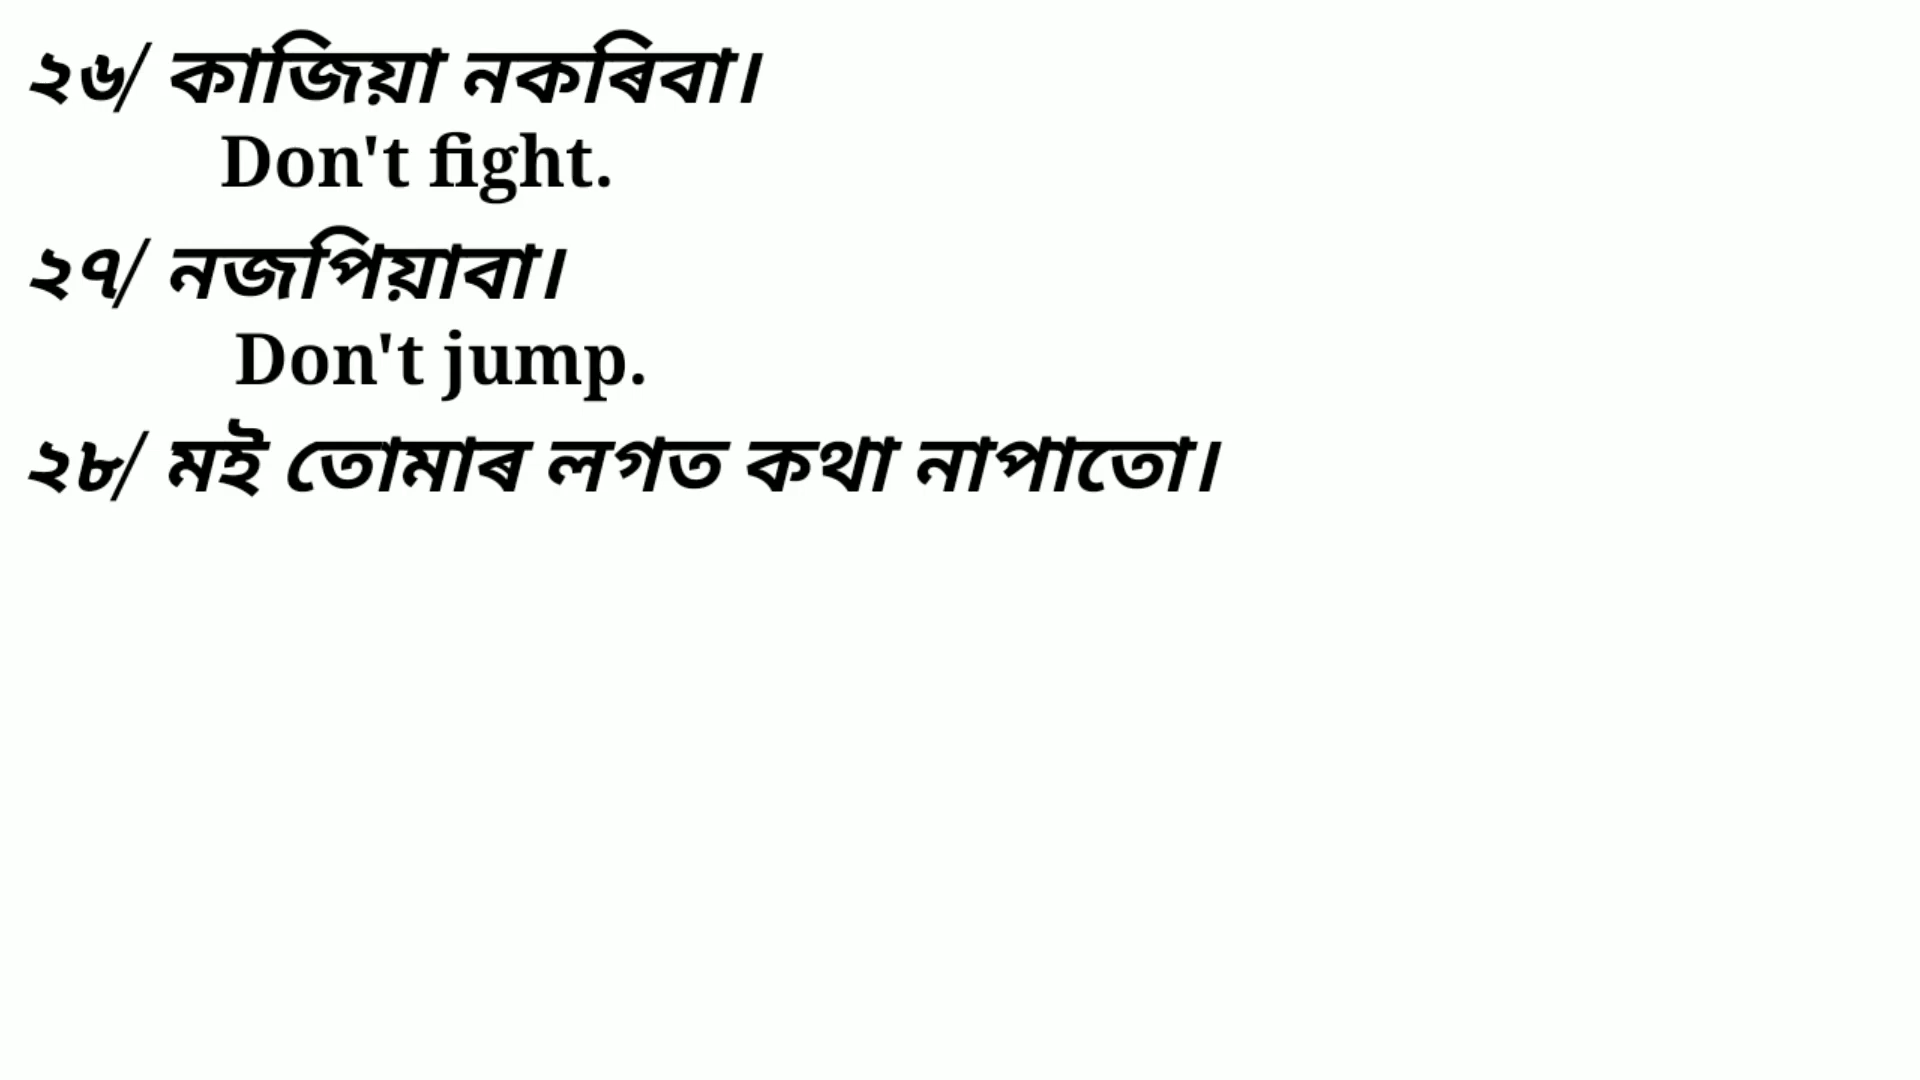 ২৬/ কাজিয়া নকৰিবা।
Don't fight.
২৭/ নজপিয়াবা।
Don't jump.
২৮/ মই তোমাৰ লগত কথা নাপাতো।